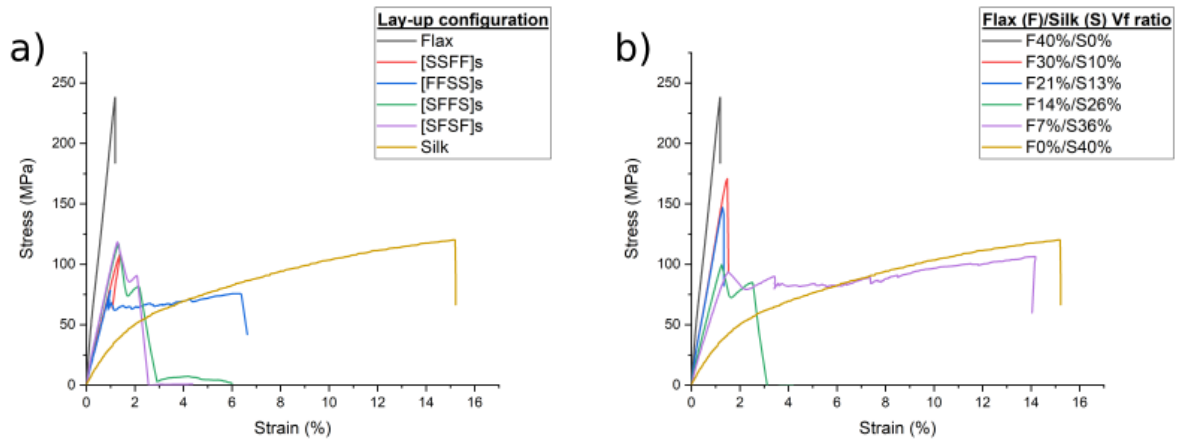 a)
Lay-up configuration
Flax
[SSFF]s
[FFSS]s
[SFFS]s
[SFSF]s
Silk
Stress (MPa)
250
200
150
100
50
0
0 2 4 6 8 10 12 14 16
Strain (%)
b)
Flax (F)/Silk (S) Vf ratio
F40%/S0%
F30%/S10%
F21%/S13%
F14%/S26%
F7%/S36%
F0%/S40%
Stress (MPa)
250
200
150
100
50
0
0 2 4 6 8 10 12 14 16
Strain (%)